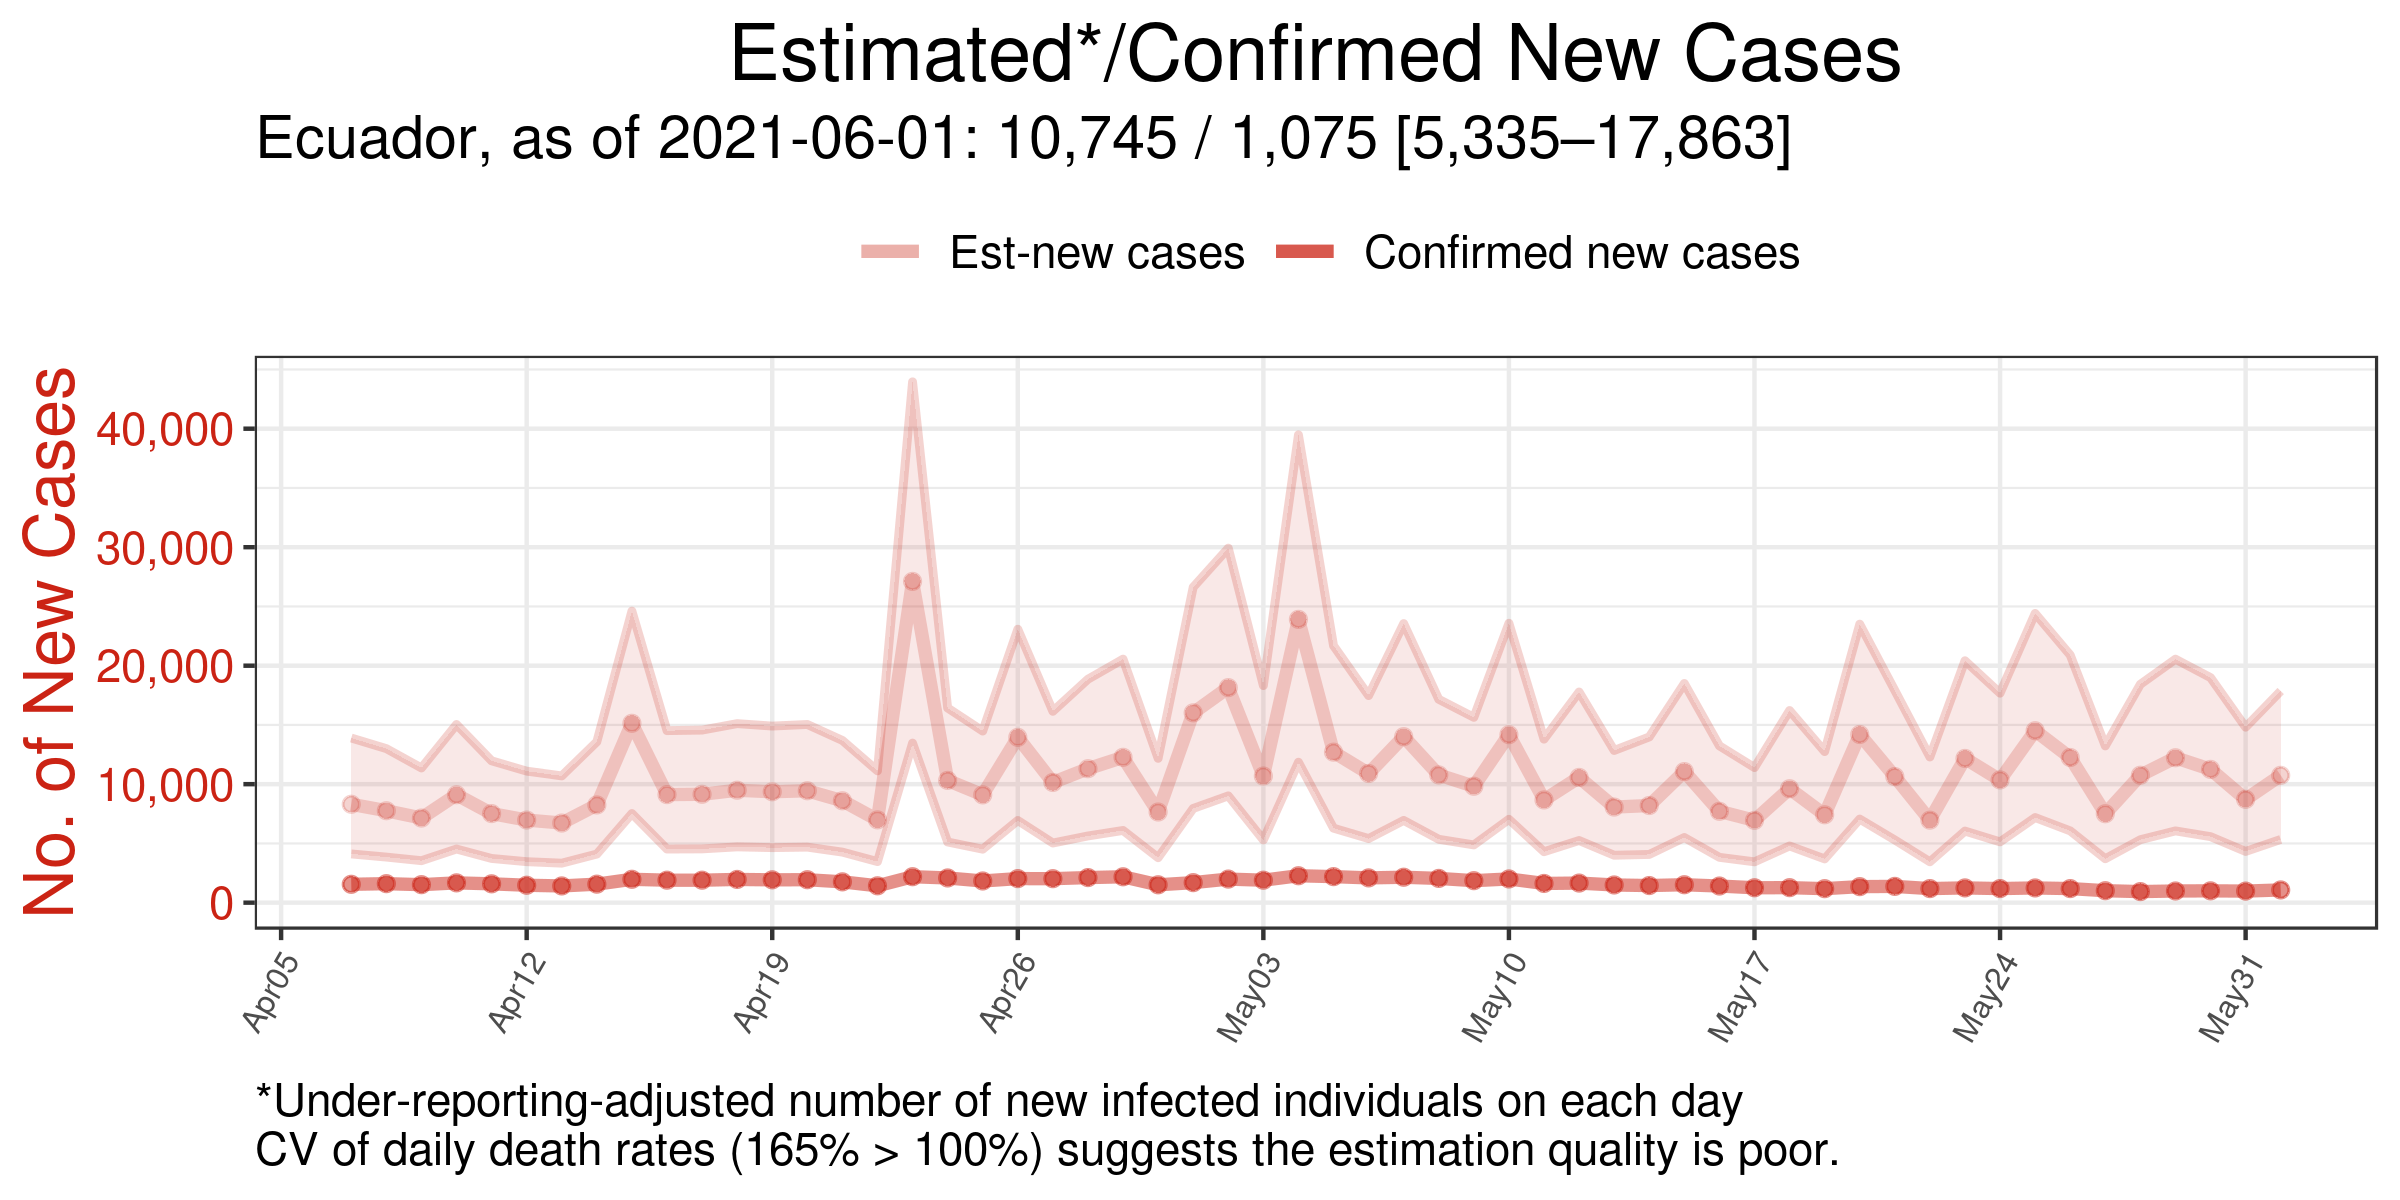 Estimated*/Confirmed New Cases
Ecuador, as of 2021-06-01: 10,745 / 1,075 [5,335–17,863]
Est-new cases
Confirmed new cases
No. of New Cases
40,000
30,000
20,000
10,000
0
Apr05
Apr12
Apr19
Apr26
May03
May10
May17
May24
May31
*Under-reporting-adjusted number of new infected individuals on each day
CV of daily death rates (165% > 100%) suggests the estimation quality is poor.